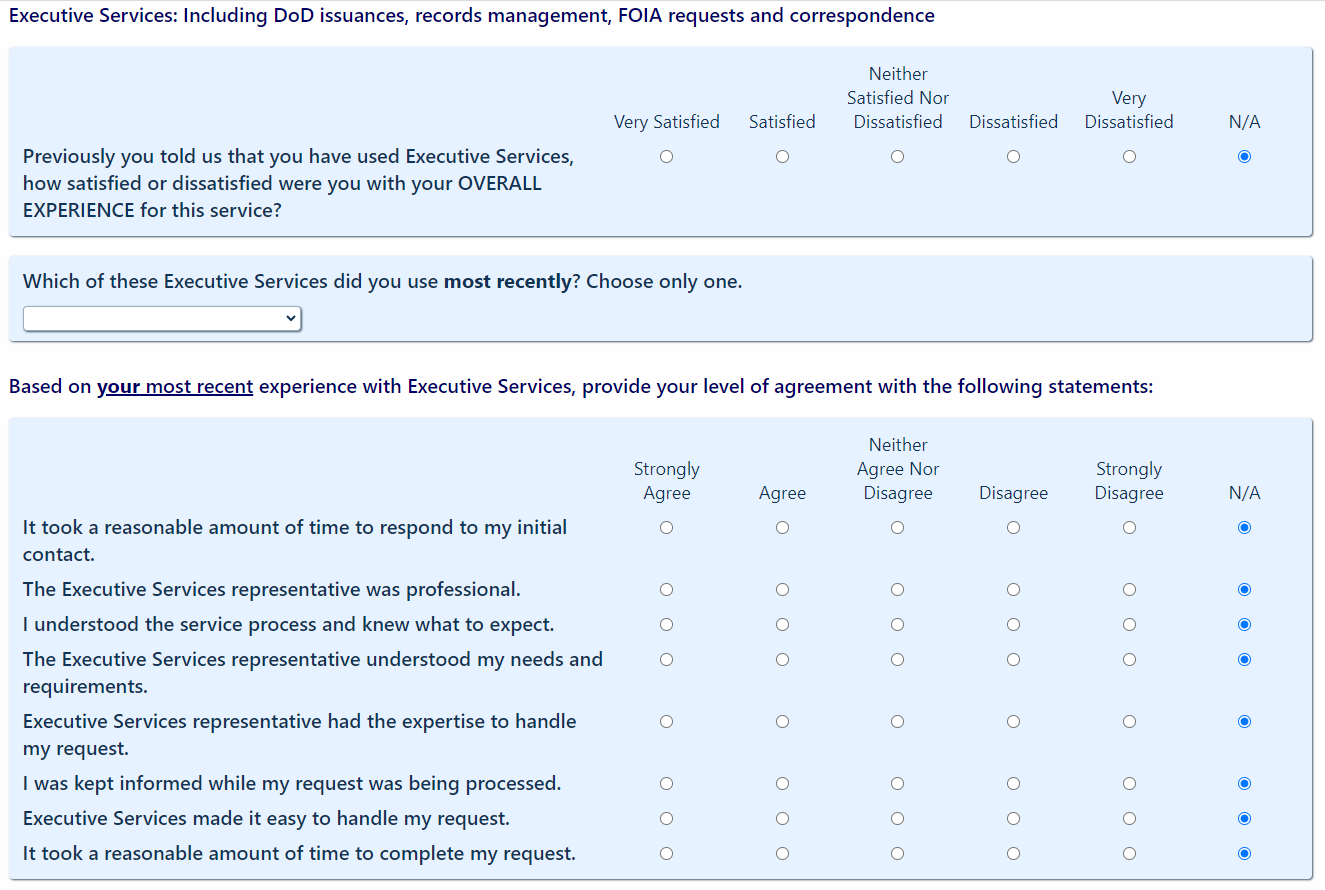 Executive Services: Including DoD issuances, records management, FOIA requests and correspondence
Neither
Satisfied Nor
Very
Very Satisfied Satisfied Dissatisfied Dissatisfied Dissatisfied N/A
Previously you told us that you have used Executive Services,
how satisfied or dissatisfied were you with your OVERALL
EXPERIENCE for this service?
Which of these Executive Services did you use most recently? Choose only one.
Based on your most recent experience with Executive Services, provide your level of agreement with the following statements:
Neither
Strongly Agree Nor Strongly
Agree Agree Disagree Disagree Disagree N/A
It took a reasonable amount of time to respond to my initial
contact.
The Executive Services representative was professional.
I understood the service process and knew what to expect.
The Executive Services representative understood my needs and
requirements.
Executive Services representative had the expertise to handle
my request.
I was kept informed while my request was being processed.
Executive Services made it easy to handle my request.
It took a reasonable amount of time to complete my request.